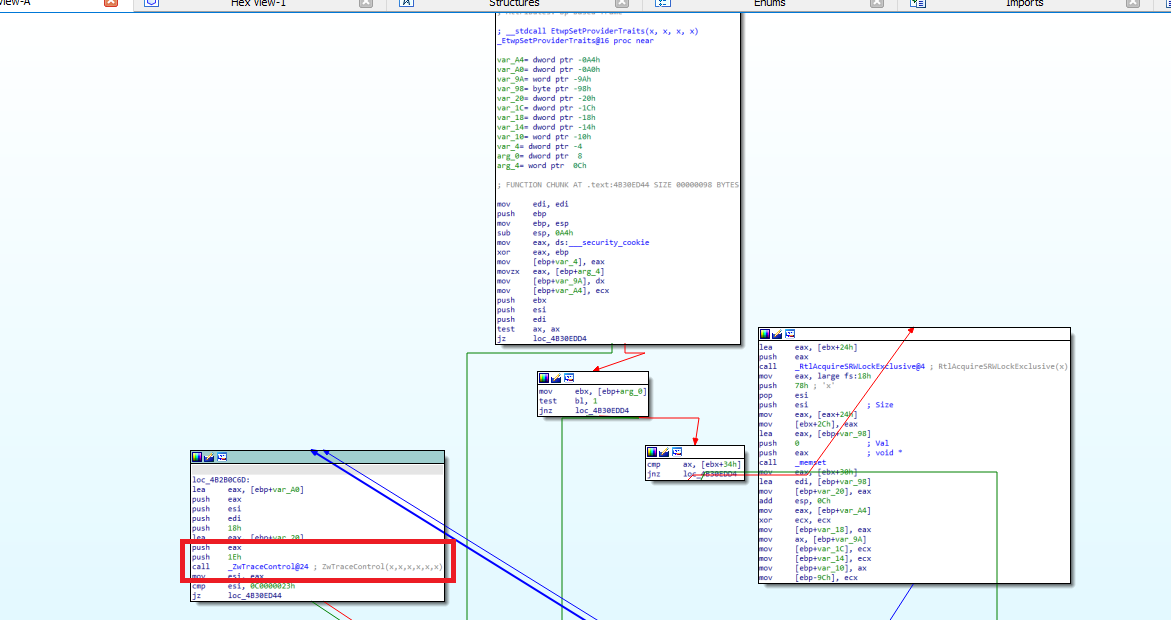 view-A
Hex View-1
Structures
Enums
Imports
; __stdcall EtwpSetProviderTraits(x, x, x, x)
_EtwpSetProviderTraits@16 proc near
var_A4= dword ptr -0A4h
var_A0= dword ptr -0A0h
var_9A= word ptr -9Ah
var_98= byte ptr -98h
var_20= dword ptr -20h
var_1C= dword ptr -1Ch
var_18= dword ptr -18h
var_14= dword ptr -14h
var_10= word ptr -10h
var_4= dword ptr -4
arg_0= dword ptr  8
arg_4= word ptr  0Ch
; FUNCTION CHUNK AT .text:4B30ED44 SIZE 00000098 BYTES
mov     edi, edi
push    ebp
mov     ebp, esp
sub     esp, 0A4h
mov     eax, ds:___security_cookie
xor     eax, ebp
mov     [ebp+var_4], eax
movzx   eax, [ebp+arg_4]
mov     [ebp+var_9A], dx
mov     [ebp+var_A4], ecx
push    ebx
push    esi
push    edi
test    ax, ax
jz      loc_4B30EDD4
mov     ebx, [ebp+arg_0]
test    bl, 1
jnz     loc_4B30EDD4
cmp     ax, [ebx+34h]
jnz     loc_4B30EDD4
lea     eax, [ebx+24h]
push    eax
call    _RtlAcquireSRWLockExclusive@4 ; RtlAcquireSRWLockExclusive(x)
mov     eax, large fs:18h
push    78h ; 'x'
pop     esi
push    esi             ; Size
mov     eax, [eax+24h]
mov     [ebx+2Ch], eax
lea     eax, [ebp+var_98]
push    0               ; Val
push    eax             ; void *
call    _memset
mov     eax, [ebx+30h]
lea     edi, [ebp+var_98]
mov     [ebp+var_20], eax
add     esp, 0Ch
mov     eax, [ebp+var_A4]
xor     ecx, ecx
mov     [ebp+var_18], eax
mov     ax, [ebp+var_9A]
mov     [ebp+var_1C], ecx
mov     [ebp+var_14], ecx
mov     [ebp+var_10], ax
mov     [ebp-9Ch], ecx
loc_4B2B0C6D:
lea     eax, [ebp+var_A0]
push    eax
push    esi
push    edi
push    18h
lea     eax, [ebp+var_20]
push    eax
push    1Eh
call    _ZwTraceControl@24 ; ZwTraceControl(x,x,x,x,x,x)
mov     esi, eax
cmp     esi, 0C0000023h
jz      loc_4B30ED44